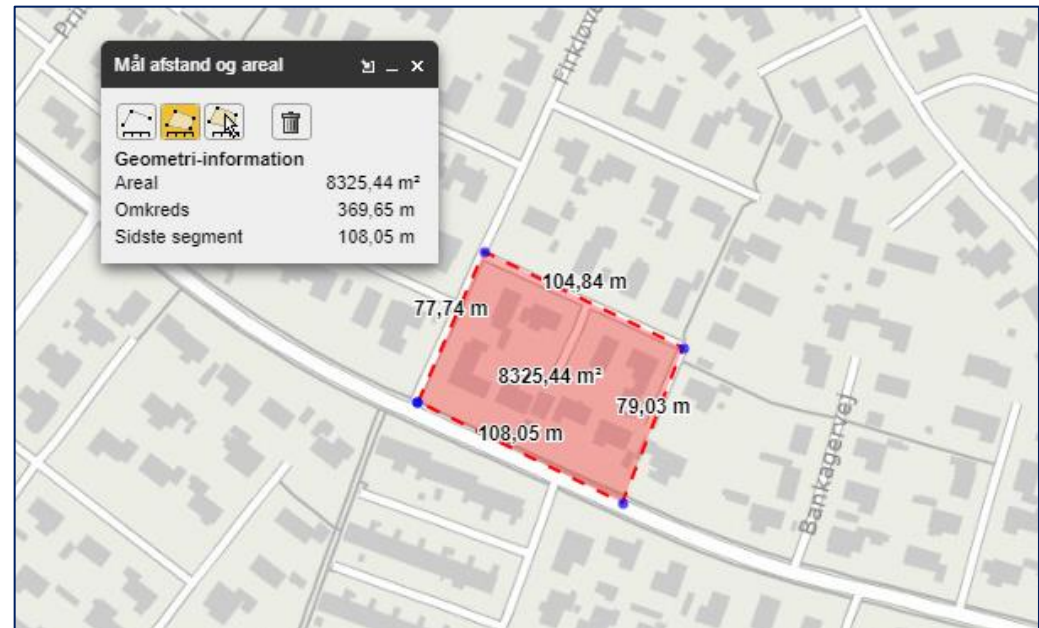 Mål afstand og areal
Geometri-information
Areal 8325,44 m²
Omkreds 369,65 m
Sidste segment 108,05 m
104,84 m
77,74 m
8325,44 m²
79,03 m
108,05 m
Bankagervej